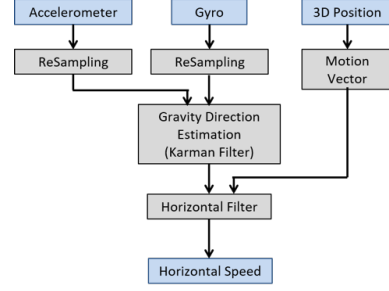 Accelerometer
Gyro
3D Position
ReSampling
ReSampling
Motion
Vector
Gravity Direction
Estimation
(Karman Filter)
Horizontal Filter
Horizontal Speed